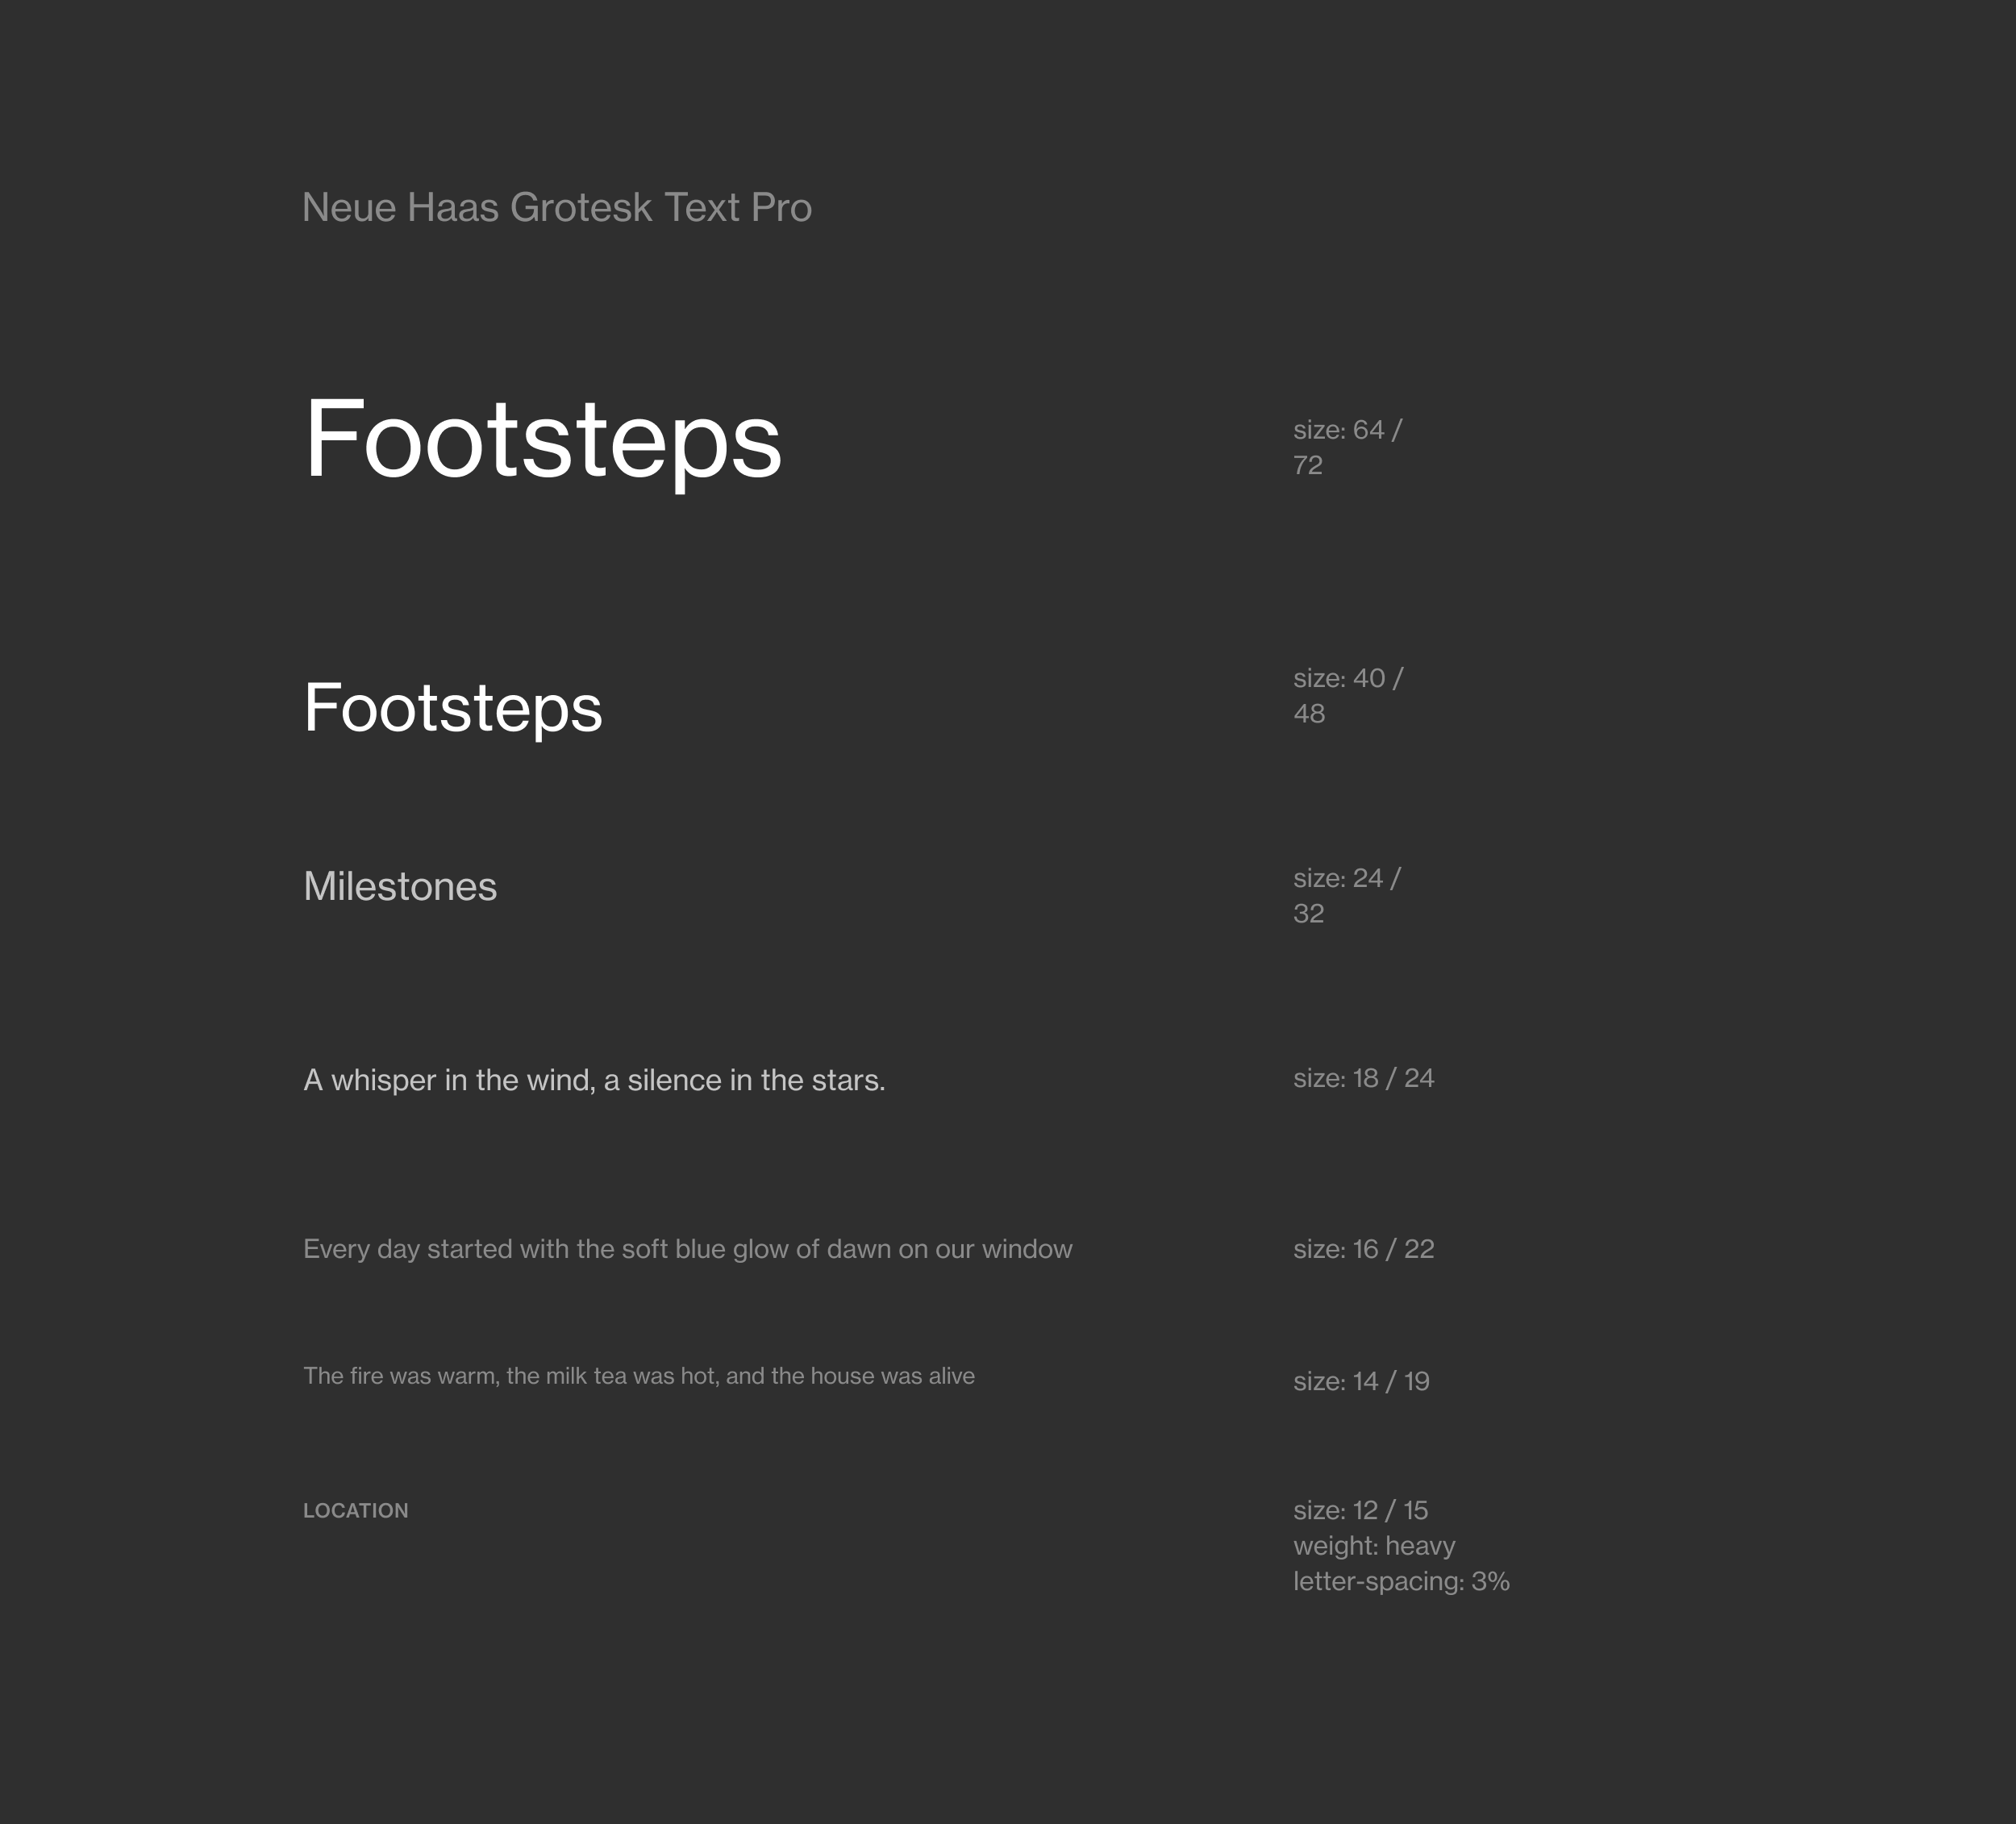 Neue Haas Grotesk Text Pro
Footsteps
size: 64 /
72
Footsteps
size: 40 /
48
Milestones
size: 24 /
32
A whisper in the wind, a silence in the stars.
size: 18 / 24
Every day started with the soft blue glow of dawn on our window
size: 16 / 22
The fire was warm, the milk tea was hot, and the house was alive
size: 14 / 19
LOCATION
size: 12 / 15
weight: heavy
letter-spacing: 3%